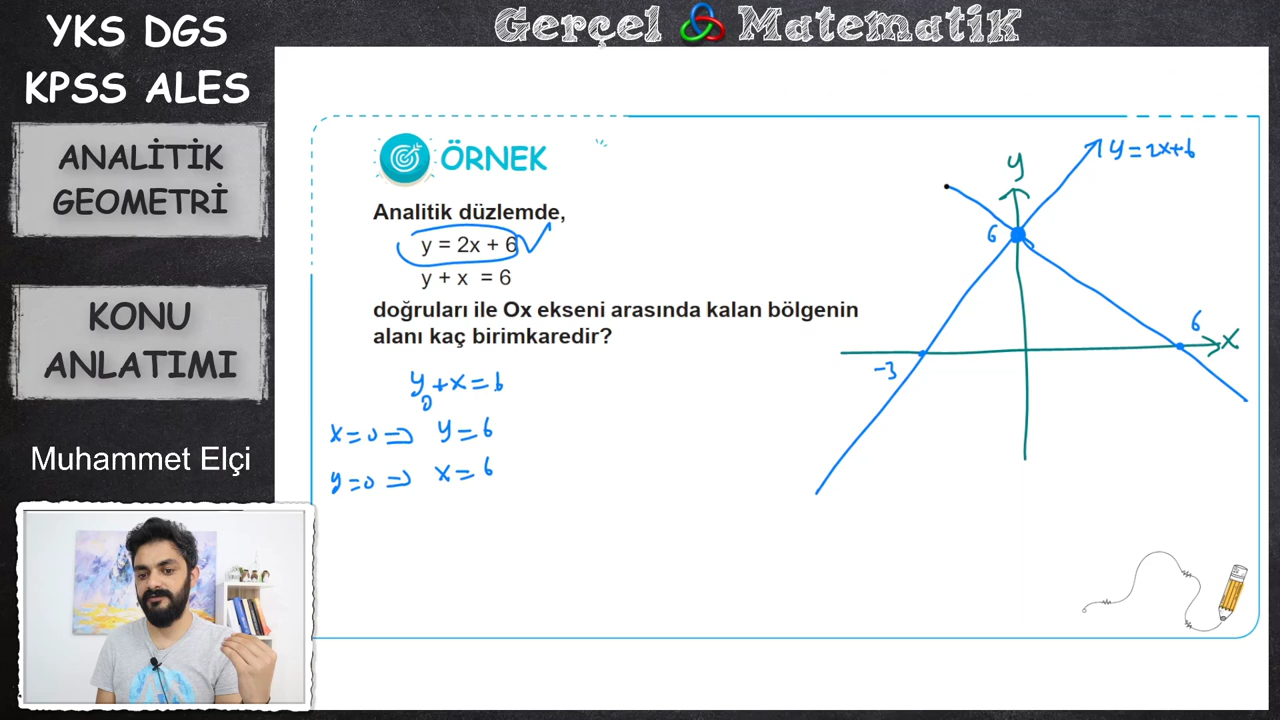 YKS DGS
KPSS ALES
ANALİTİK
GEOMETRİ
KONU
ANLATIMI
Muhammet Elçi
Gerçel Matematik
ÖRNEK
Analitik düzlemde,
y = 2x + 6
y + x = 6
doğruları ile Ox ekseni arasında kalan bölgenin
alanı kaç birimkaredir?
y + x = 6
0
x = 0 ⇒ y = 6
y = 0 ⇒ x = 6
y
y = 2x + 6
6
6
x
-3